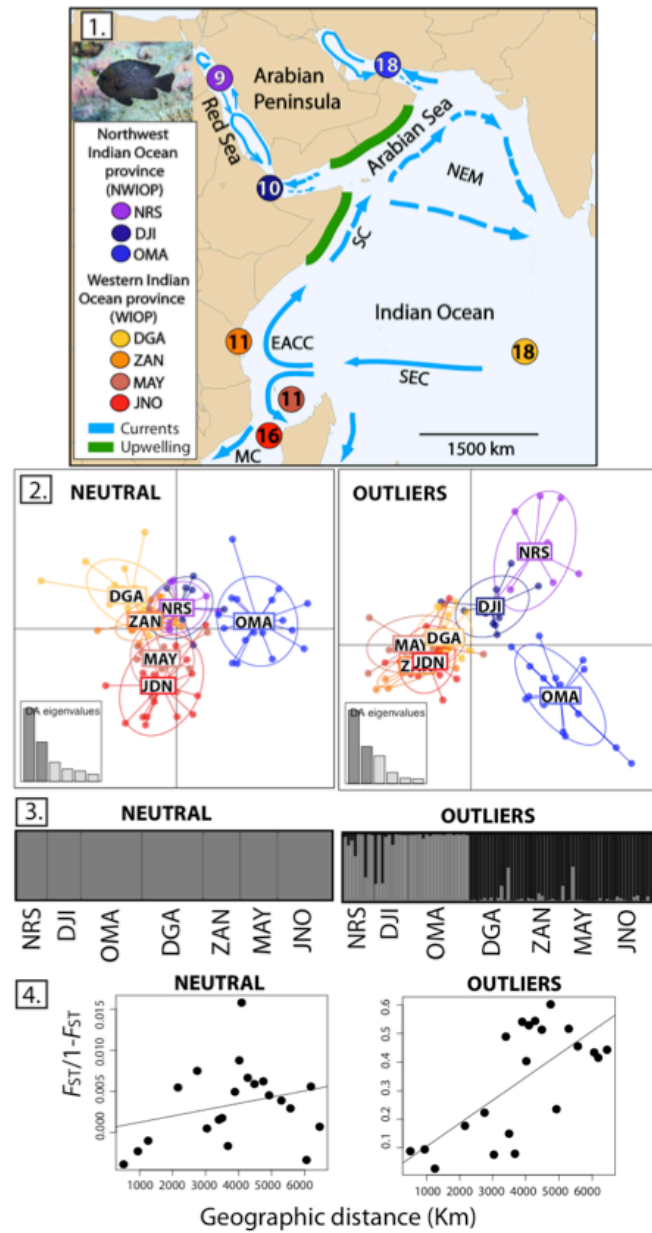 1.
9
18
Arabian
Peninsula
Red Sea
Arabian Sea
10
NEM
SC
Northwest
Indian Ocean
province
(NWIOP)
NRS
DJI
OMA
Western Indian
Ocean province
(WIOP)
DGA
ZAN
MAY
JNO
Currents
Upwelling
Indian Ocean
11
EACC
18
SEC
11
16
MC
1500 km
2.
NEUTRAL
OUTLIERS
DGA
ZAN
NRS
OMA
MAY
JDN
DA eigenvalues
NRS
DJI
DGA
MAY
JDN
OMA
DA eigenvalues
3.
NEUTRAL
OUTLIERS
NRS
DJI
OMA
DGA
ZAN
MAY
JNO
NRS
DJI
OMA
DGA
ZAN
MAY
JNO
4.
NEUTRAL
OUTLIERS
FST/1-FST
0.015
0.010
0.005
0.000
0.6
0.5
0.4
0.3
0.2
0.1
1000 2000 3000 4000 5000 6000
1000 2000 3000 4000 5000 6000
Geographic distance (Km)